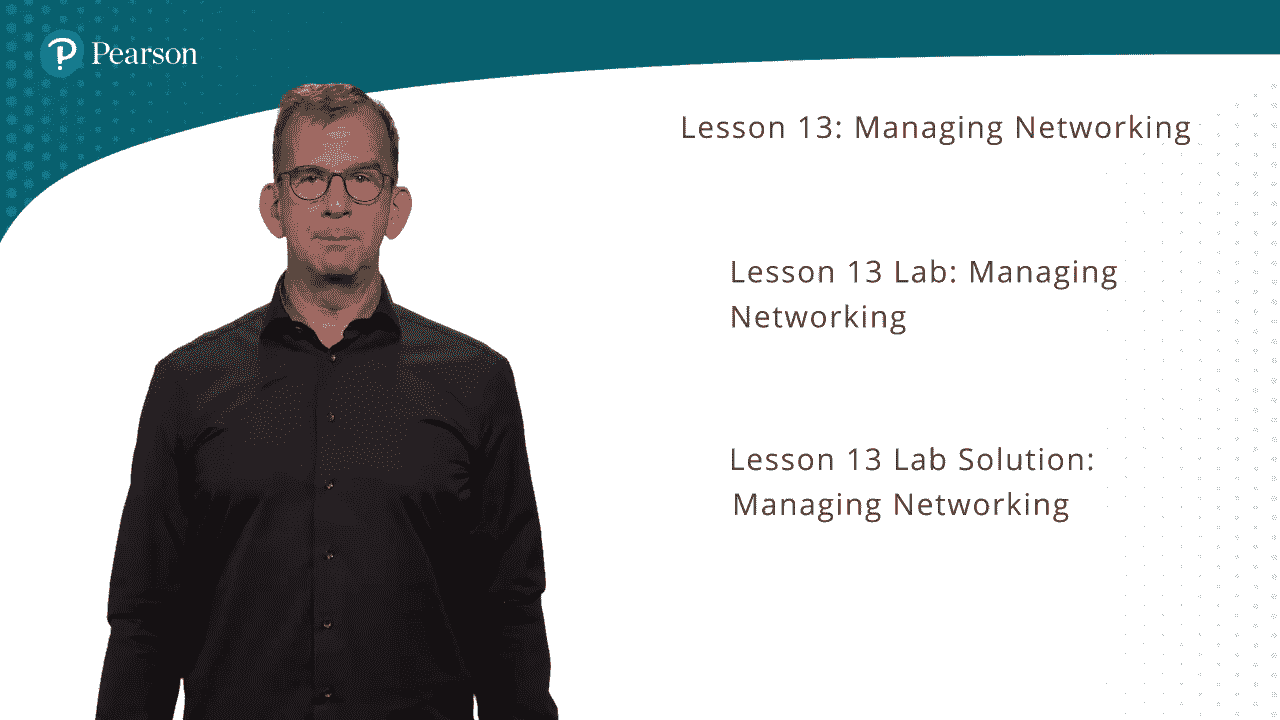 Pearson
Lesson 13: Managing Networking
Lesson 13 Lab: Managing
Networking
Lesson 13 Lab Solution:
Managing Networking